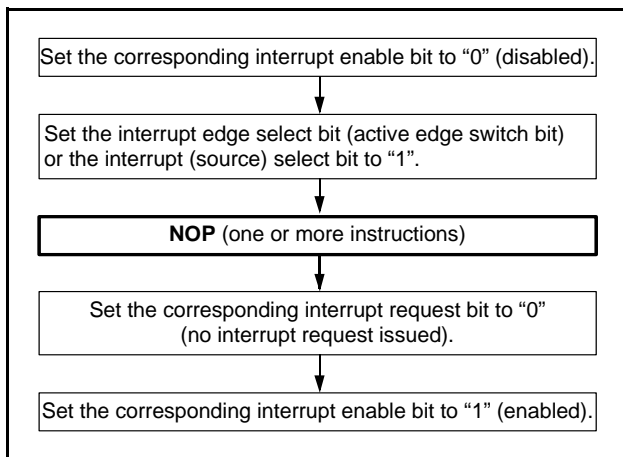 Set the corresponding interrupt enable bit to “0” (disabled).
Set the interrupt edge select bit (active edge switch bit)
or the interrupt (source) select bit to “1”.
NOP (one or more instructions)
Set the corresponding interrupt request bit to “0”
(no interrupt request issued).
Set the corresponding interrupt enable bit to “1” (enabled).